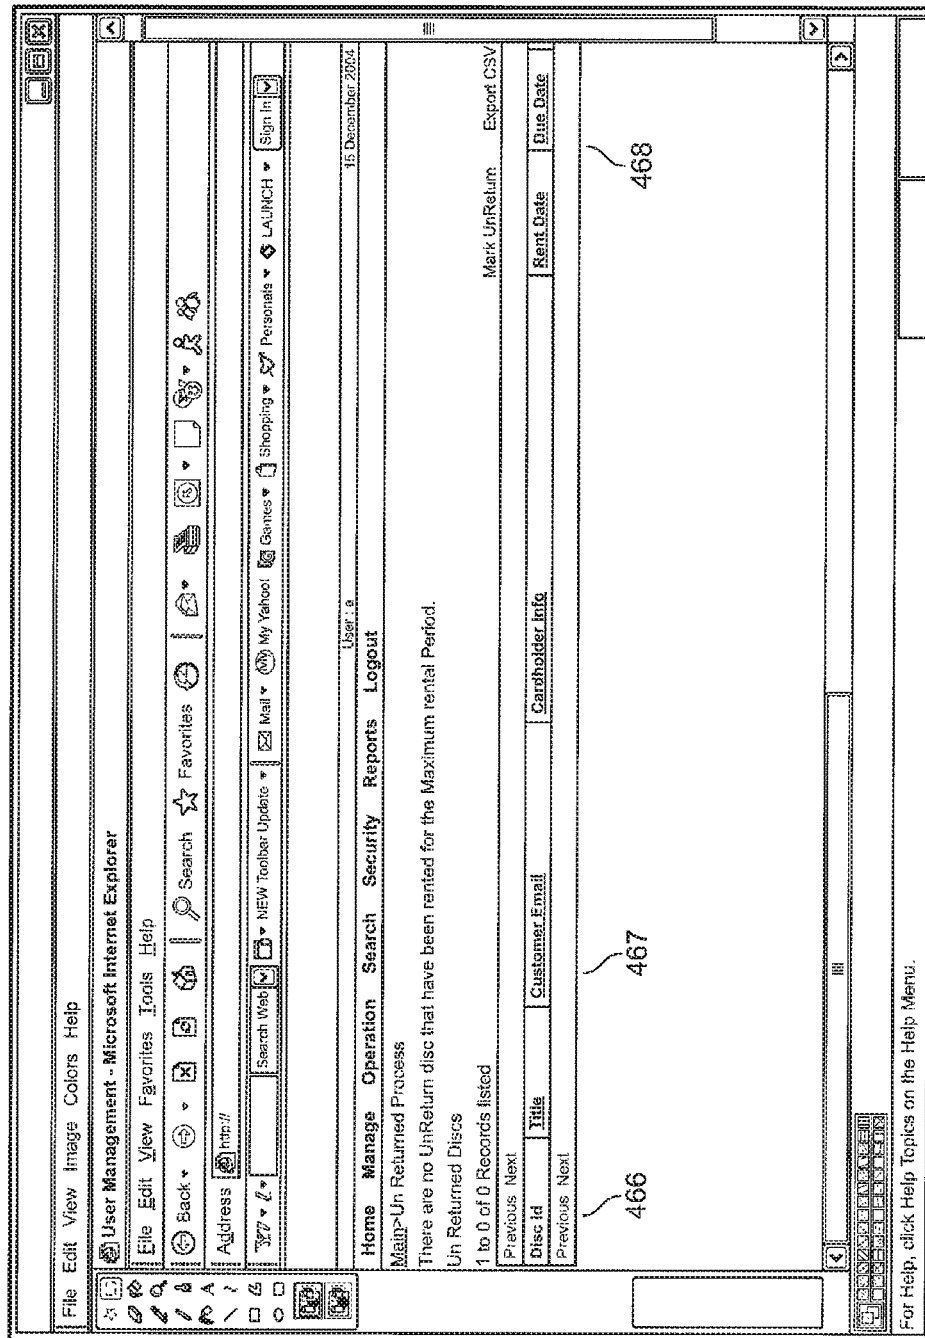 File Edit View Image Colors Help
User Management - Microsoft Internet Explorer
File Edit View Favorites Tools Help
Back Search Favorites
Address http://
Search Web NEW Toolbar Update Mail My Yahoo! Games Shopping Personals LAUNCH Sign In
User : a 15 December 2004
Home Manage Operation Search Security Reports Logout
Main>Un Returned Process
There are no UnReturn disc that have been rented for the Maximum rental Period.
Un Returned Discs
Mark UnReturn Export CSV
1 to 0 of 0 Records listed
Previous Next
Disc Id Title Customer Email Cardholder Info Rent Date Due Date
Previous Next
466 467 468
For Help, click Help Topics on the Help Menu.